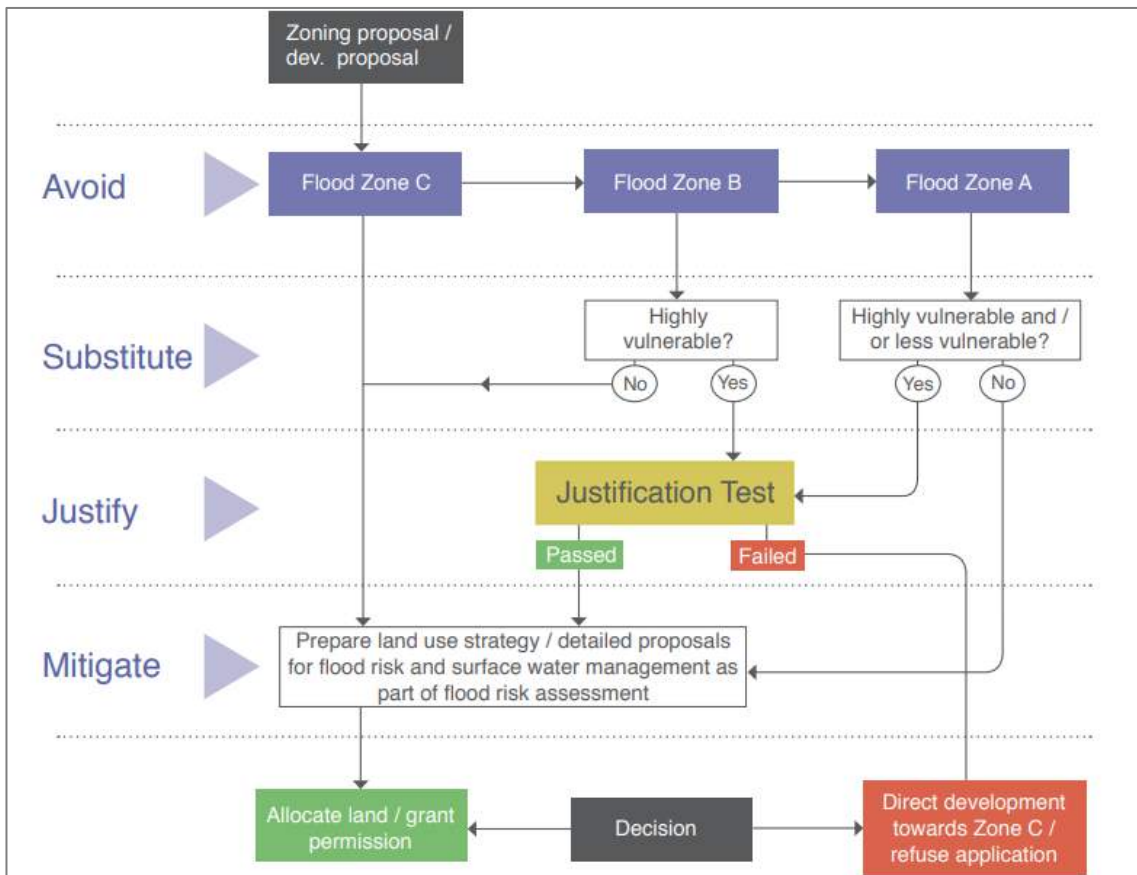 Zoning proposal /
dev. proposal
Avoid
Flood Zone C
Flood Zone B
Flood Zone A
Substitute
Highly
vulnerable?
Highly vulnerable and /
or less vulnerable?
No
Yes
Yes
No
Justify
Justification Test
Passed
Failed
Mitigate
Prepare land use strategy / detailed proposals
for flood risk and surface water management as
part of flood risk assessment
Allocate land / grant
permission
Decision
Direct development
towards Zone C /
refuse application